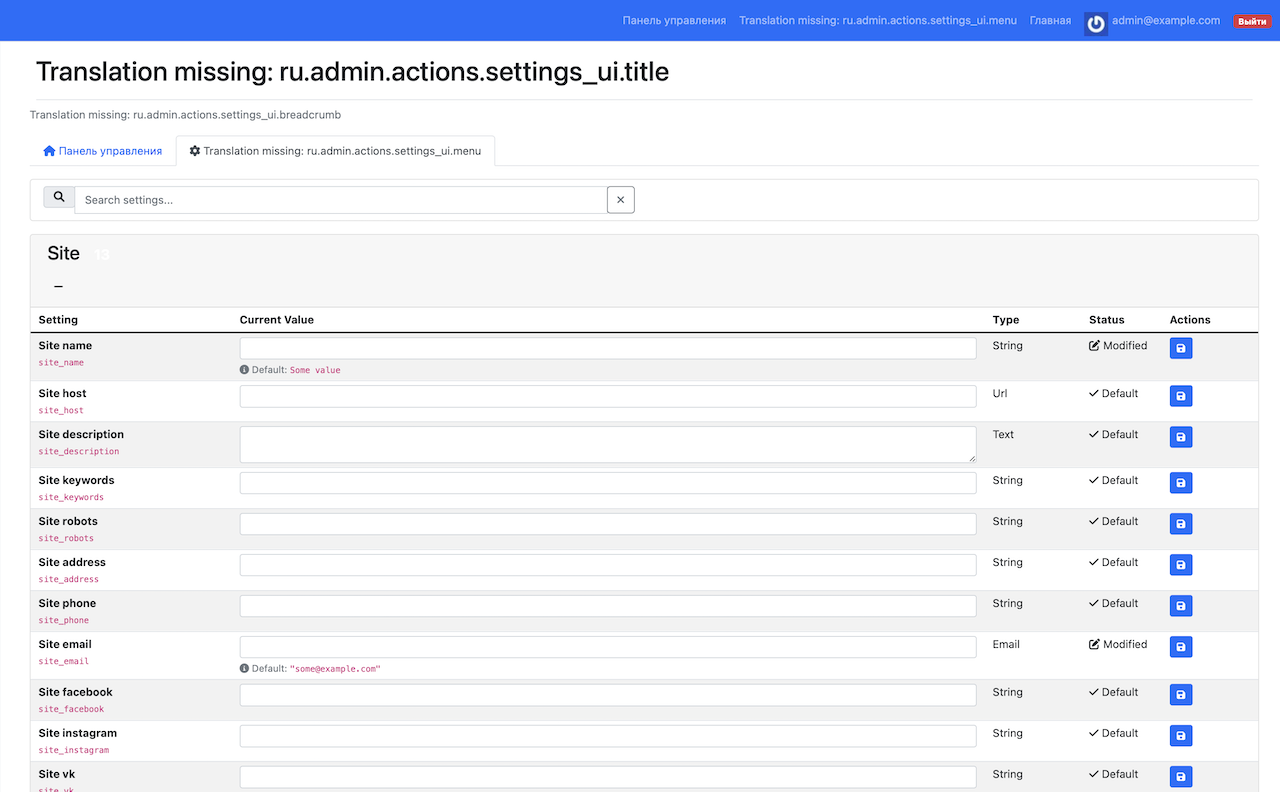 Панель управления Translation missing: ru.admin.actions.settings_ui.menu Главная admin@example.com Выйти
Translation missing: ru.admin.actions.settings_ui.title
Translation missing: ru.admin.actions.settings_ui.breadcrumb
Панель управления Translation missing: ru.admin.actions.settings_ui.menu
Search settings...
Site 13
Setting Current Value Type Status Actions
Site name String Modified
site_name Default: Some value
Site host Url Default
site_host
Site description Text Default
site_description
Site keywords String Default
site_keywords
Site robots String Default
site_robots
Site address String Default
site_address
Site phone String Default
site_phone
Site email Email Modified
site_email Default: "some@example.com"
Site facebook String Default
site_facebook
Site instagram String Default
site_instagram
Site vk String Default
site_vk